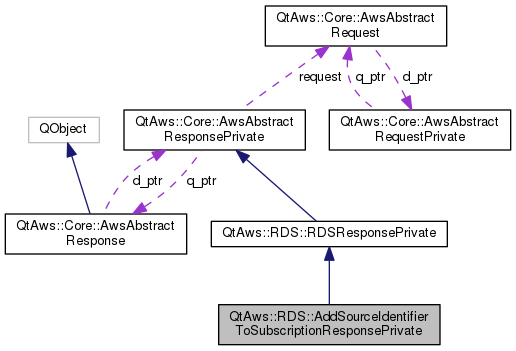 QtAws::Core::AwsAbstract
Request
request
q_ptr
d_ptr
QObject
QtAws::Core::AwsAbstract
ResponsePrivate
QtAws::Core::AwsAbstract
RequestPrivate
d_ptr
q_ptr
QtAws::Core::AwsAbstract
Response
QtAws::RDS::RDSResponsePrivate
QtAws::RDS::AddSourceIdentifier
ToSubscriptionResponsePrivate